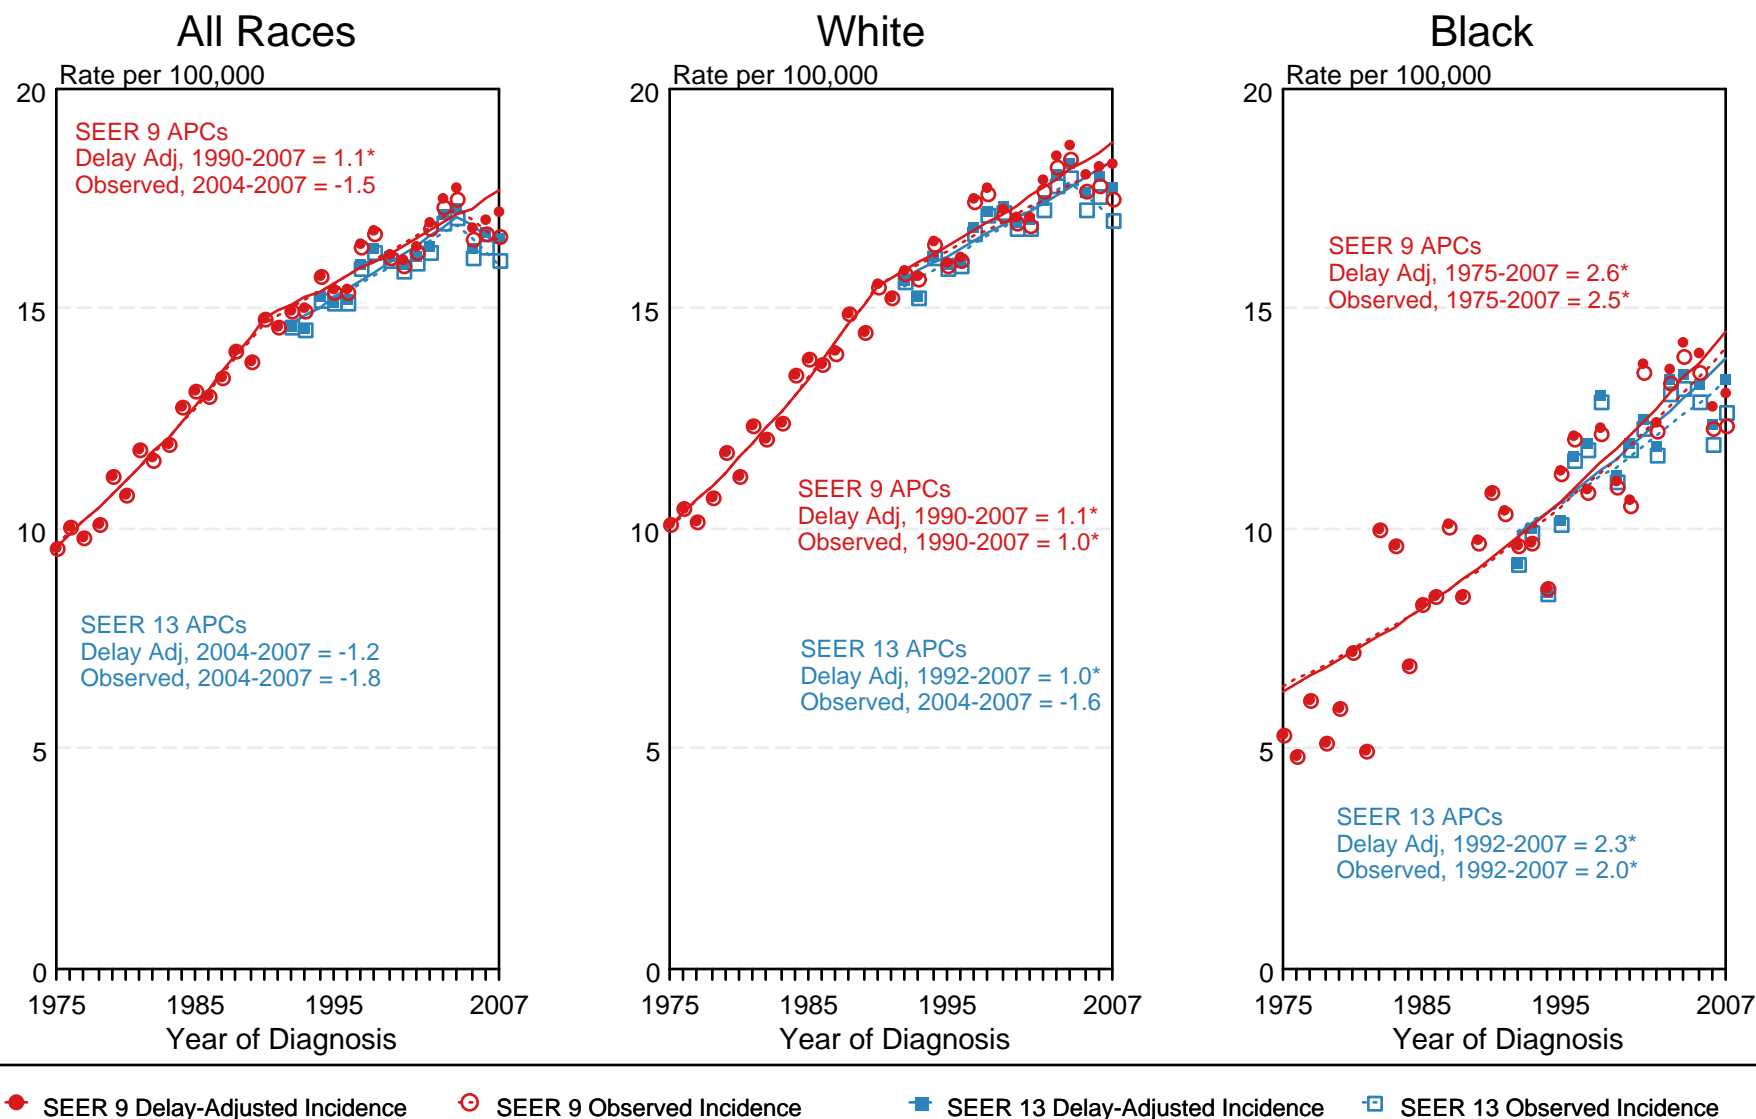 All Races
Rate per 100,000
20
15
10
5
0
SEER 9 APCs
Delay Adj, 1990-2007 = 1.1*
Observed, 2004-2007 = -1.5
SEER 13 APCs
Delay Adj, 2004-2007 = -1.2
Observed, 2004-2007 = -1.8
1975 1985 1995 2007
Year of Diagnosis
White
Rate per 100,000
20
15
10
5
0
SEER 9 APCs
Delay Adj, 1990-2007 = 1.1*
Observed, 1990-2007 = 1.0*
SEER 13 APCs
Delay Adj, 1992-2007 = 1.0*
Observed, 2004-2007 = -1.6
1975 1985 1995 2007
Year of Diagnosis
Black
Rate per 100,000
20
15
10
5
0
SEER 9 APCs
Delay Adj, 1975-2007 = 2.6*
Observed, 1975-2007 = 2.5*
SEER 13 APCs
Delay Adj, 1992-2007 = 2.3*
Observed, 1992-2007 = 2.0*
1975 1985 1995 2007
Year of Diagnosis
SEER 9 Delay-Adjusted Incidence
SEER 9 Observed Incidence
SEER 13 Delay-Adjusted Incidence
SEER 13 Observed Incidence